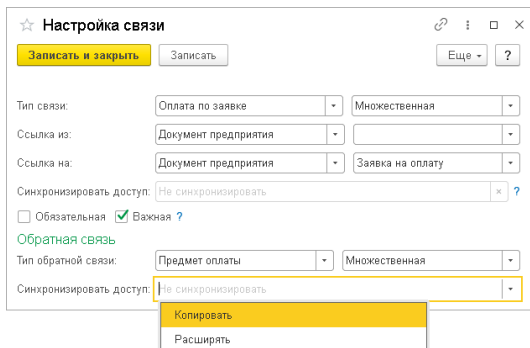 Настройка связи
Записать и закрыть Записать Еще ?
Тип связи: Оплата по заявке Множественная
Ссылка из: Документ предприятия
Ссылка на: Документ предприятия Заявка на оплату
Синхронизировать доступ: Не синхронизировать ?
Обязательная Важная ?
Обратная связь
Тип обратной связи: Предмет оплаты Множественная
Синхронизировать доступ: Не синхронизировать
Копировать
Расширять